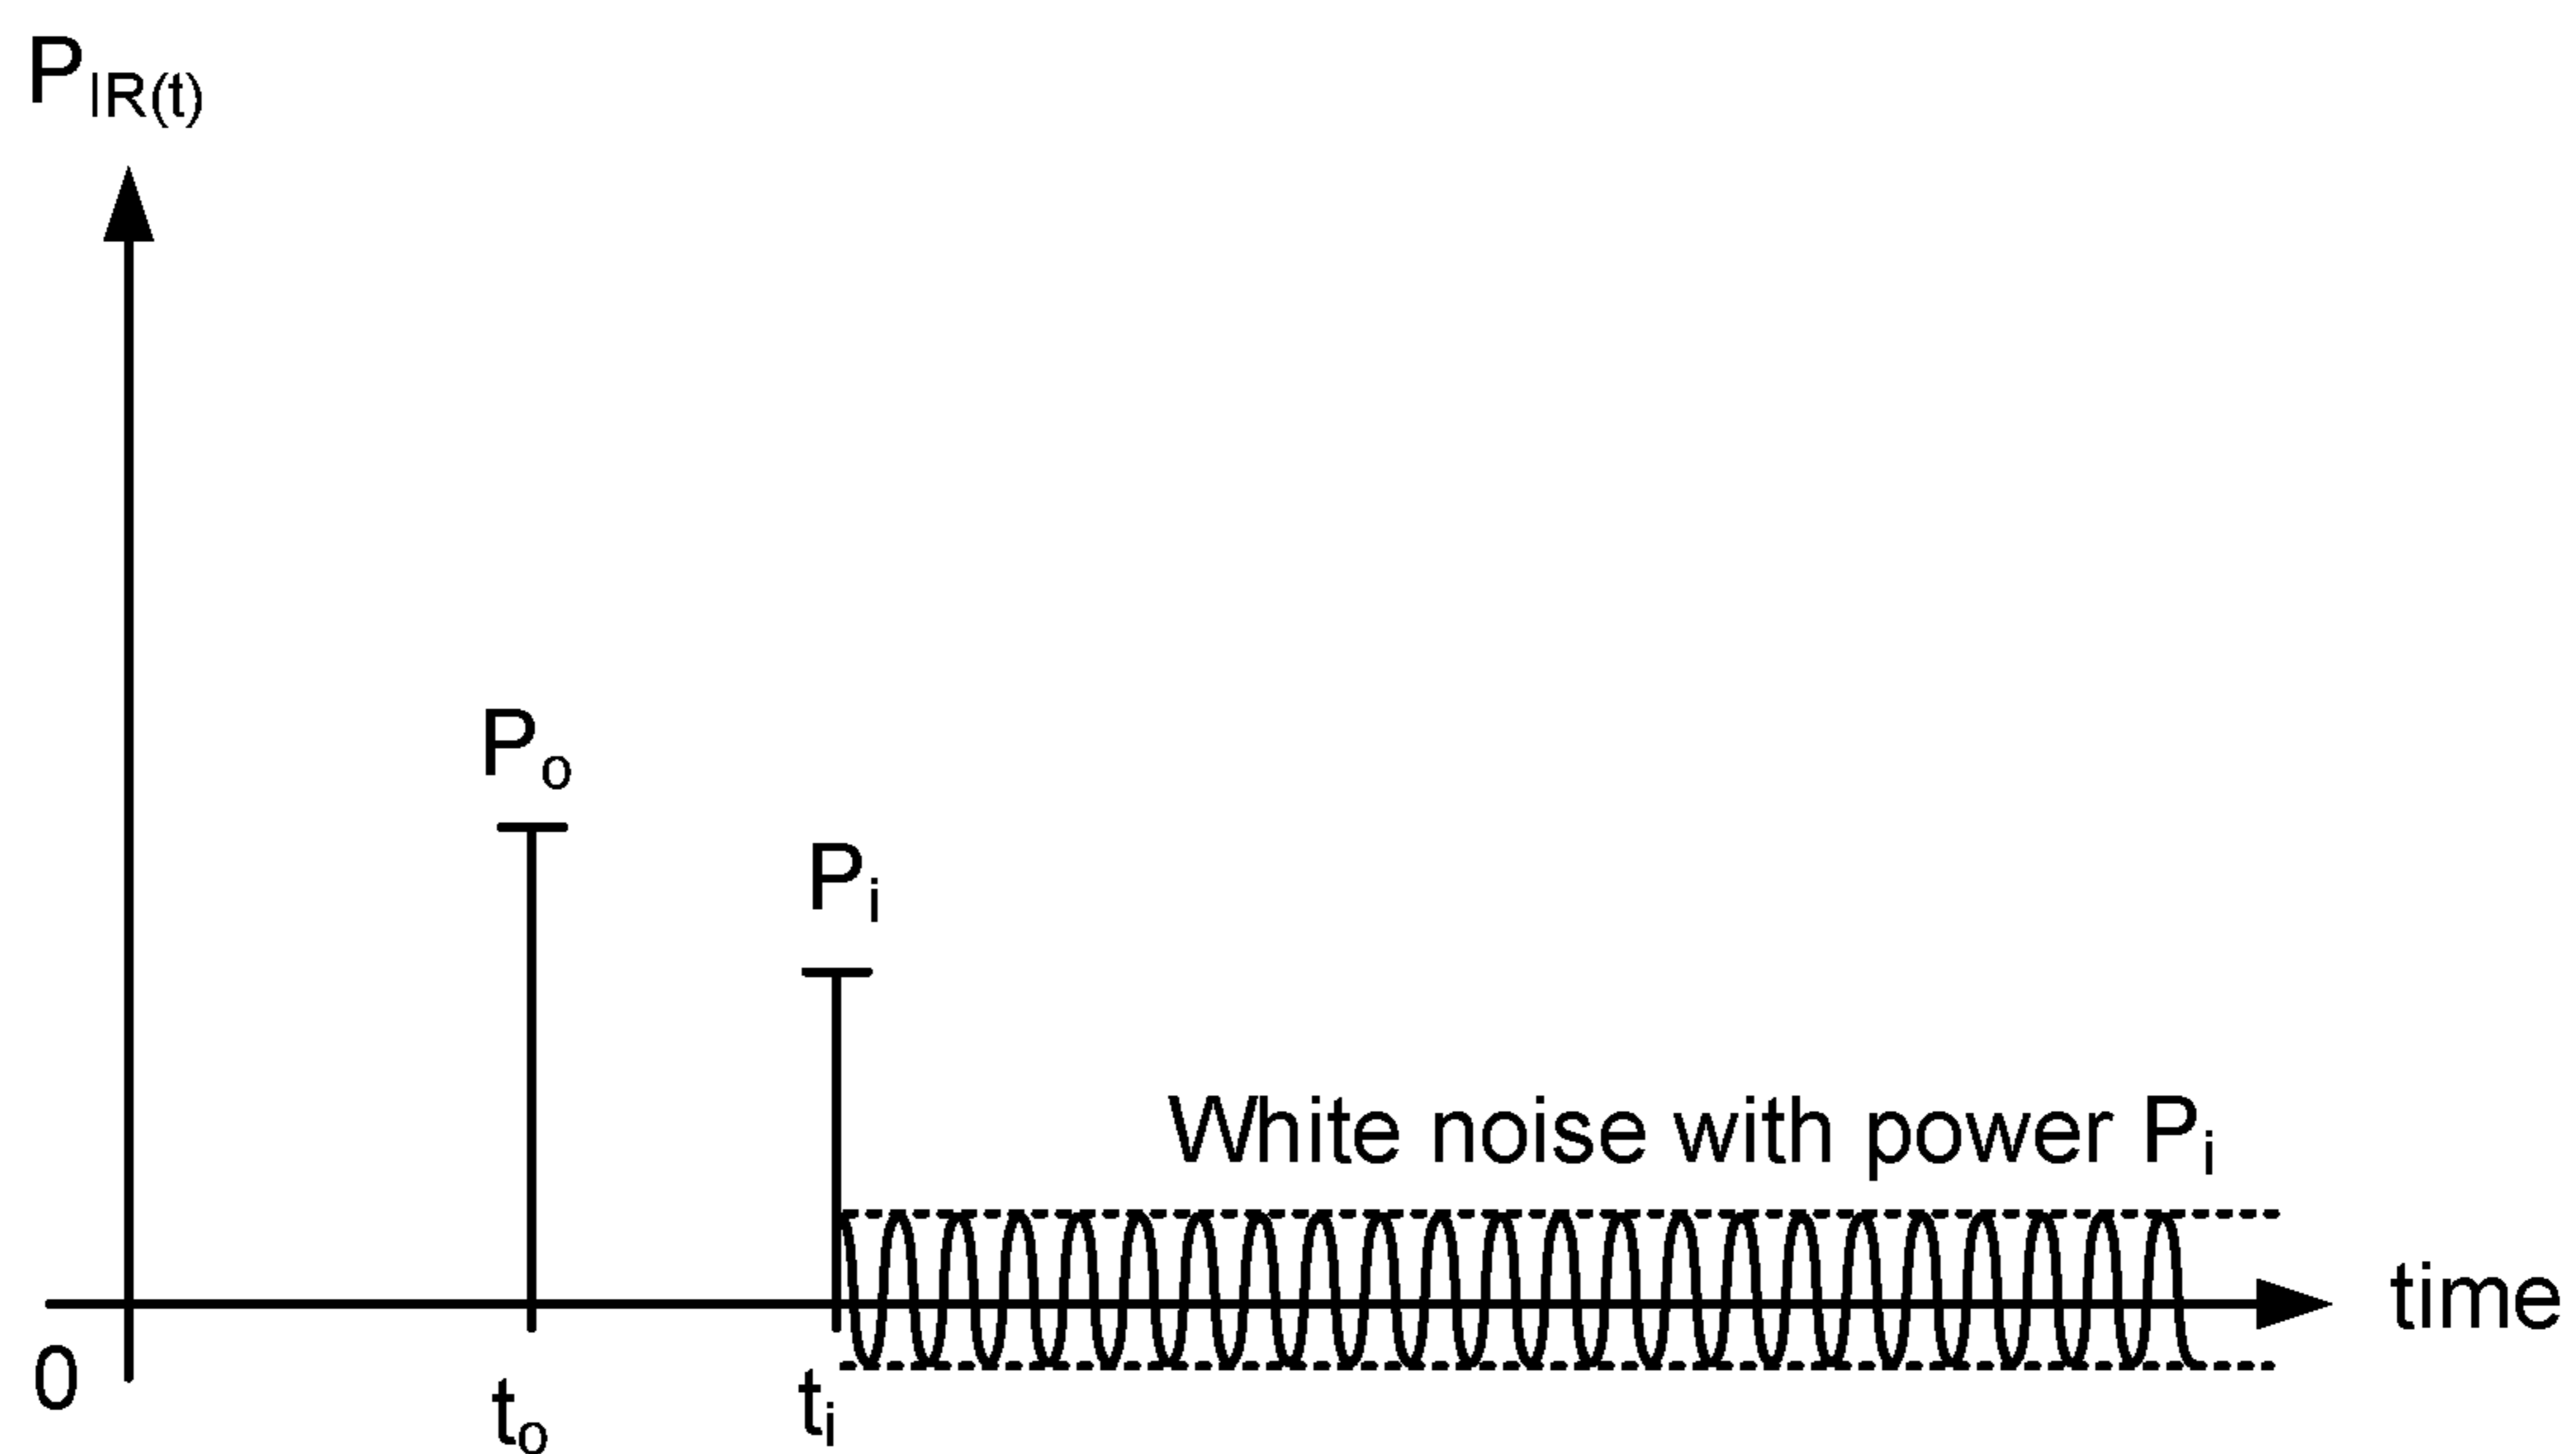 P_IR(t)
P_o
P_i
White noise with power P_i
time
0
t_o
t_i